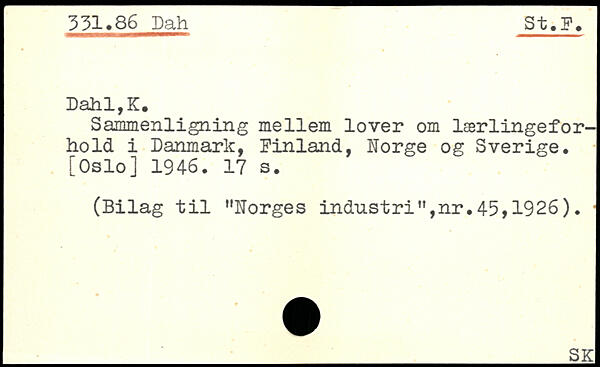 331.86 Dah
St.F.
Dahl,K.
Sammenligning mellem lover om lærlingefor-
hold i Danmark, Finland, Norge og Sverige.
[Oslo] 1946. 17 s.
(Bilag til "Norges industri",nr.45,1926).
SK